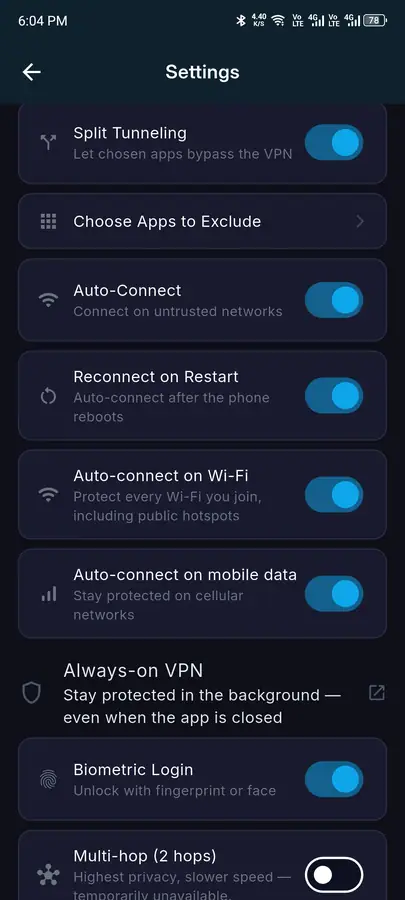 6:04 PM
4.40 K/S
Vo LTE 4G Vo LTE 4G 78
Settings
Split Tunneling
Let chosen apps bypass the VPN
Choose Apps to Exclude
Auto-Connect
Connect on untrusted networks
Reconnect on Restart
Auto-connect after the phone
reboots
Auto-connect on Wi-Fi
Protect every Wi-Fi you join,
including public hotspots
Auto-connect on mobile data
Stay protected on cellular
networks
Always-on VPN
Stay protected in the background —
even when the app is closed
Biometric Login
Unlock with fingerprint or face
Multi-hop (2 hops)
Highest privacy, slower speed —
temporarily unavailable.